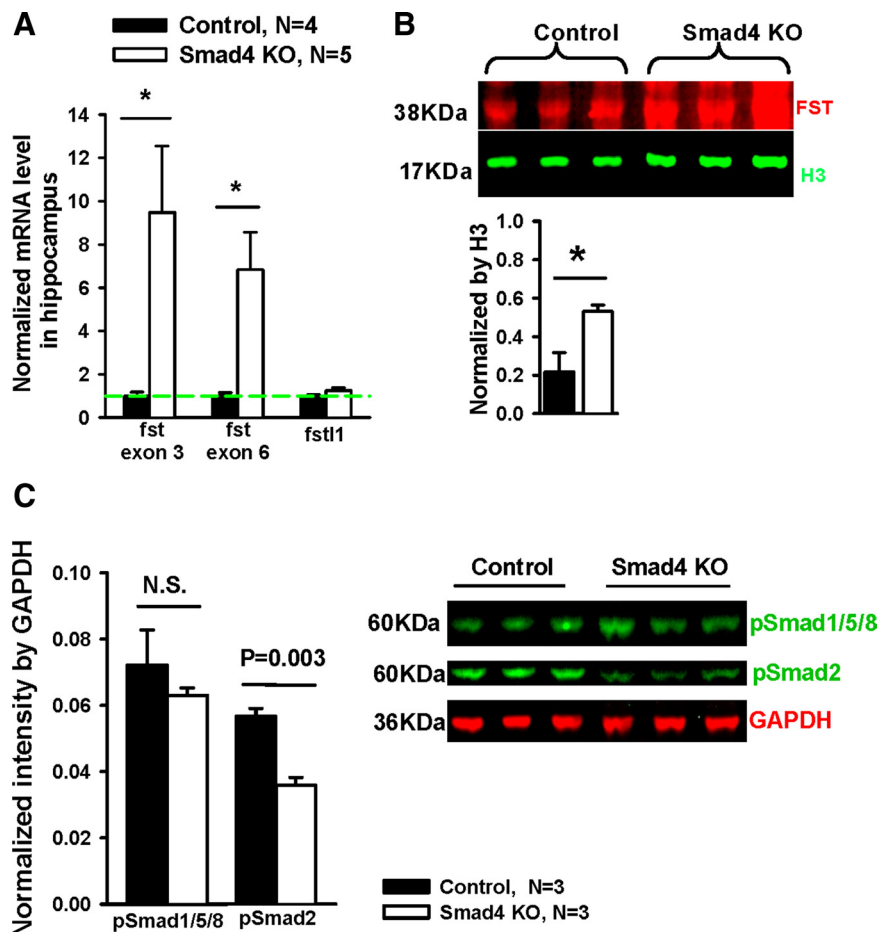 A
Control, N=4
Smad4 KO, N=5
Normalized mRNA level
in hippocampus
14
12
10
8
6
4
2
0
*
*
fst
exon 3
fst
exon 6
fstl1
B
Control
Smad4 KO
38KDa
FST
17KDa
H3
Normalized by H3
1.0
0.8
0.6
0.4
0.2
0.0
*
C
Normalized intensity by GAPDH
0.10
0.08
0.06
0.04
0.02
0.00
N.S.
P=0.003
pSmad1/5/8
pSmad2
Control
Smad4 KO
60KDa
pSmad1/5/8
60KDa
pSmad2
36KDa
GAPDH
Control, N=3
Smad4 KO, N=3